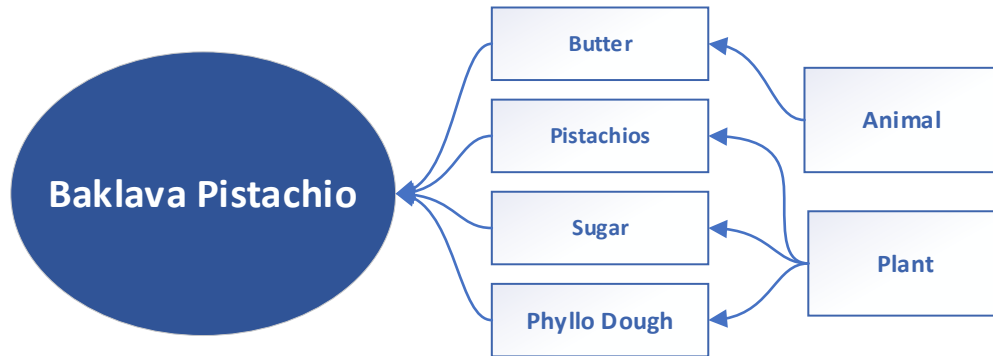 Baklava Pistachio
Butter
Pistachios
Sugar
Phyllo Dough
Animal
Plant